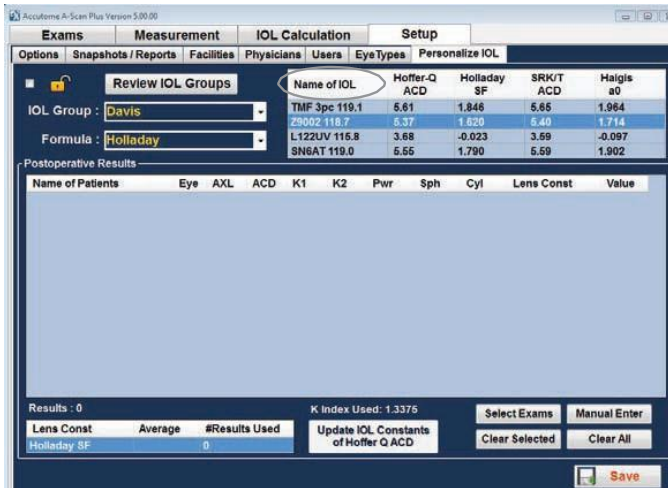 Accutome A-Scan Plus Version 5.00.00
Exams Measurement IOL Calculation Setup
Options Snapshots / Reports Facilities Physicians Users Eye Types Personalize IOL
Review IOL Groups
IOL Group : Davis
Formula : Holladay
Name of IOL Hoffer-Q ACD Holladay SF SRK/T ACD Haigis a0
TMF 3pc 119.1 5.61 1.846 5.65 1.964
Z9002 118.7 5.37 1.620 5.40 1.714
L122UV 115.8 3.68 -0.023 3.59 -0.097
SN6AT 119.0 5.55 1.790 5.59 1.902
Postoperative Results
Name of Patients Eye AXL ACD K1 K2 Pwr Sph Cyl Lens Const Value
Results : 0 K Index Used: 1.3375
Lens Const Average #Results Used
Holladay SF 0
Update IOL Constants
of Hoffer Q ACD
Select Exams Manual Enter
Clear Selected Clear All
Save